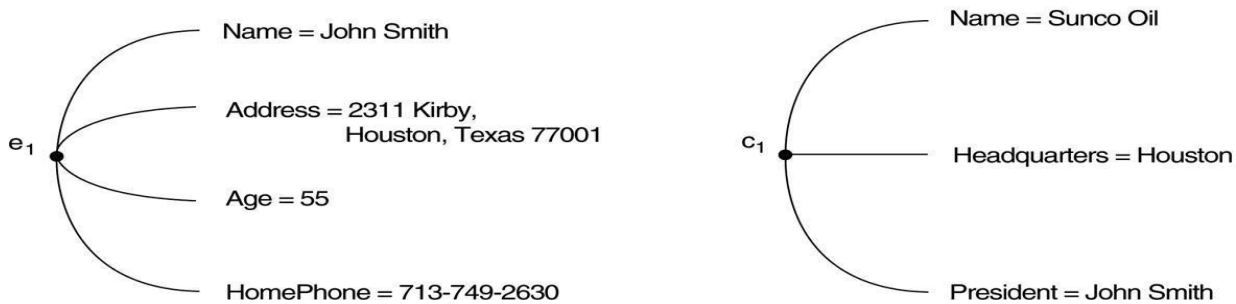 e1
Name = John Smith
Address = 2311 Kirby,
Houston, Texas 77001
Age = 55
HomePhone = 713-749-2630
c1
Name = Sunco Oil
Headquarters = Houston
President = John Smith